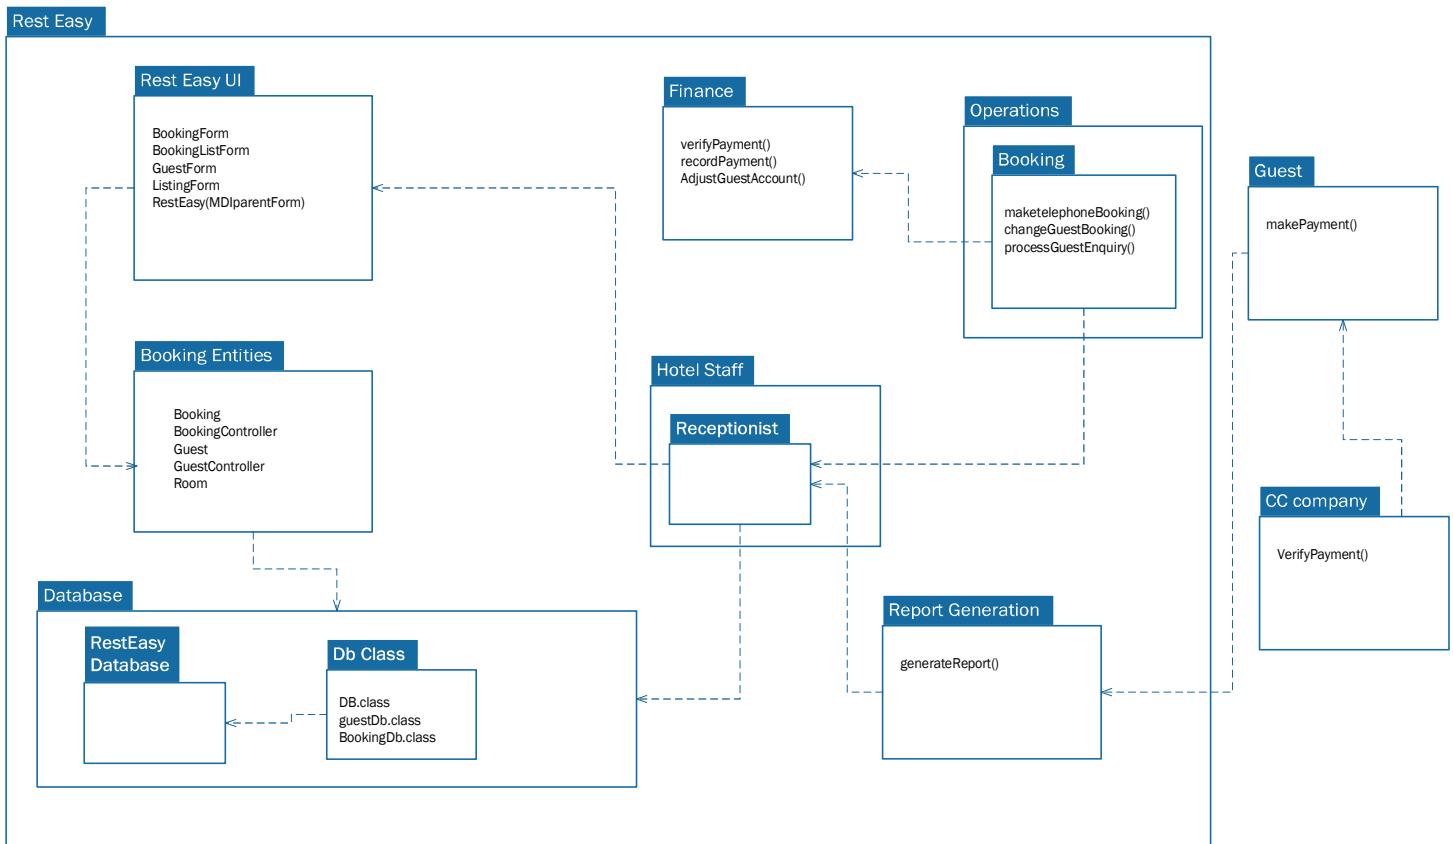 Rest Easy
Rest Easy UI
BookingForm
BookingListForm
GuestForm
ListingForm
RestEasy(MDIparentForm)
Finance
verifyPayment()
recordPayment()
AdjustGuestAccount()
Operations
Booking
maketelephoneBooking()
changeGuestBooking()
processGuestEnquiry()
Guest
makePayment()
Booking Entities
Booking
BookingController
Guest
GuestController
Room
Hotel Staff
Receptionist
CC company
VerifyPayment()
Database
RestEasy
Database
Db Class
DB.class
guestDb.class
BookingDb.class
Report Generation
generateReport()